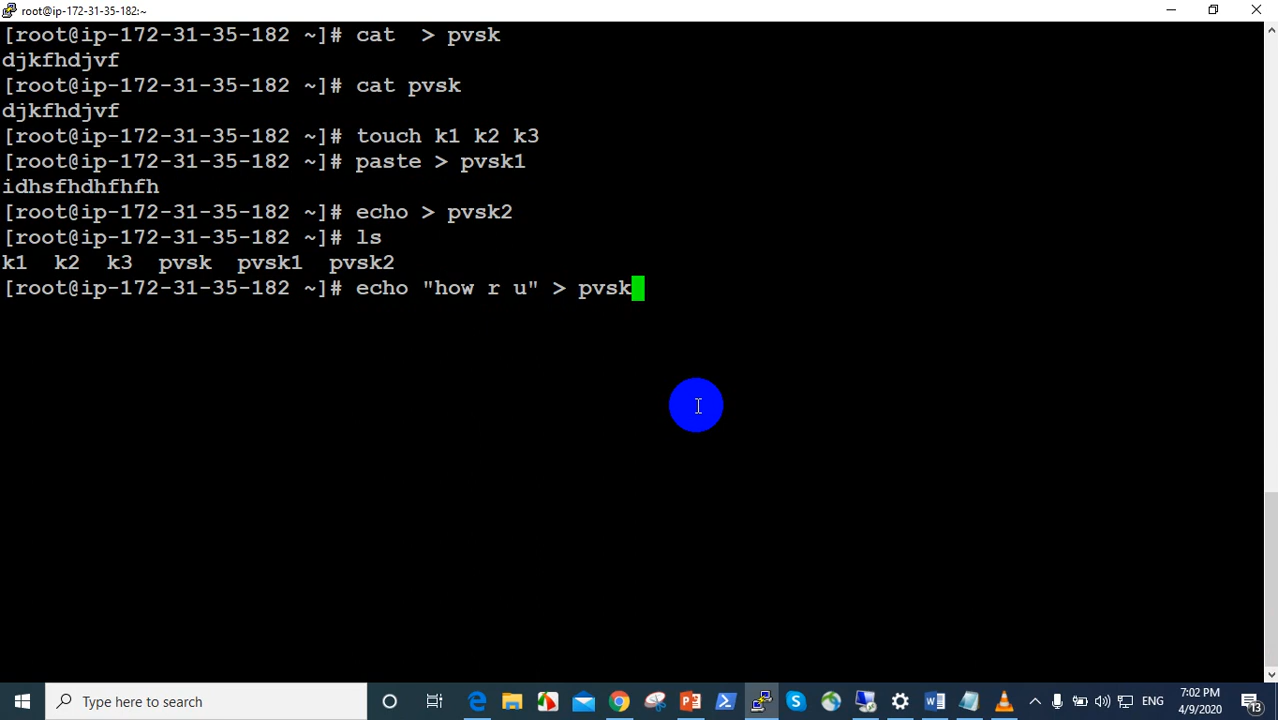 root@ip-172-31-35-182:~
[root@ip-172-31-35-182 ~]# cat  > pvsk
djkfhdjvf
[root@ip-172-31-35-182 ~]# cat pvsk
djkfhdjvf
[root@ip-172-31-35-182 ~]# touch k1 k2 k3
[root@ip-172-31-35-182 ~]# paste > pvsk1
idhsfhdhfhfh
[root@ip-172-31-35-182 ~]# echo > pvsk2
[root@ip-172-31-35-182 ~]# ls
k1  k2  k3  pvsk  pvsk1  pvsk2
[root@ip-172-31-35-182 ~]# echo "how r u" > pvsk
Type here to search
ENG
7:02 PM
4/9/2020
13